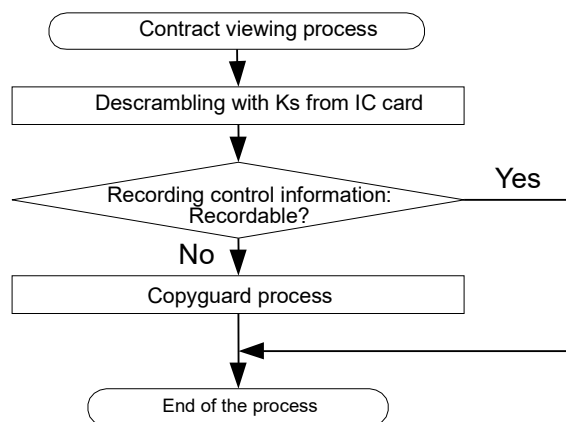 Contract viewing process
Descrambling with Ks from IC card
Recording control information:
Recordable?
Yes
No
Copyguard process
End of the process